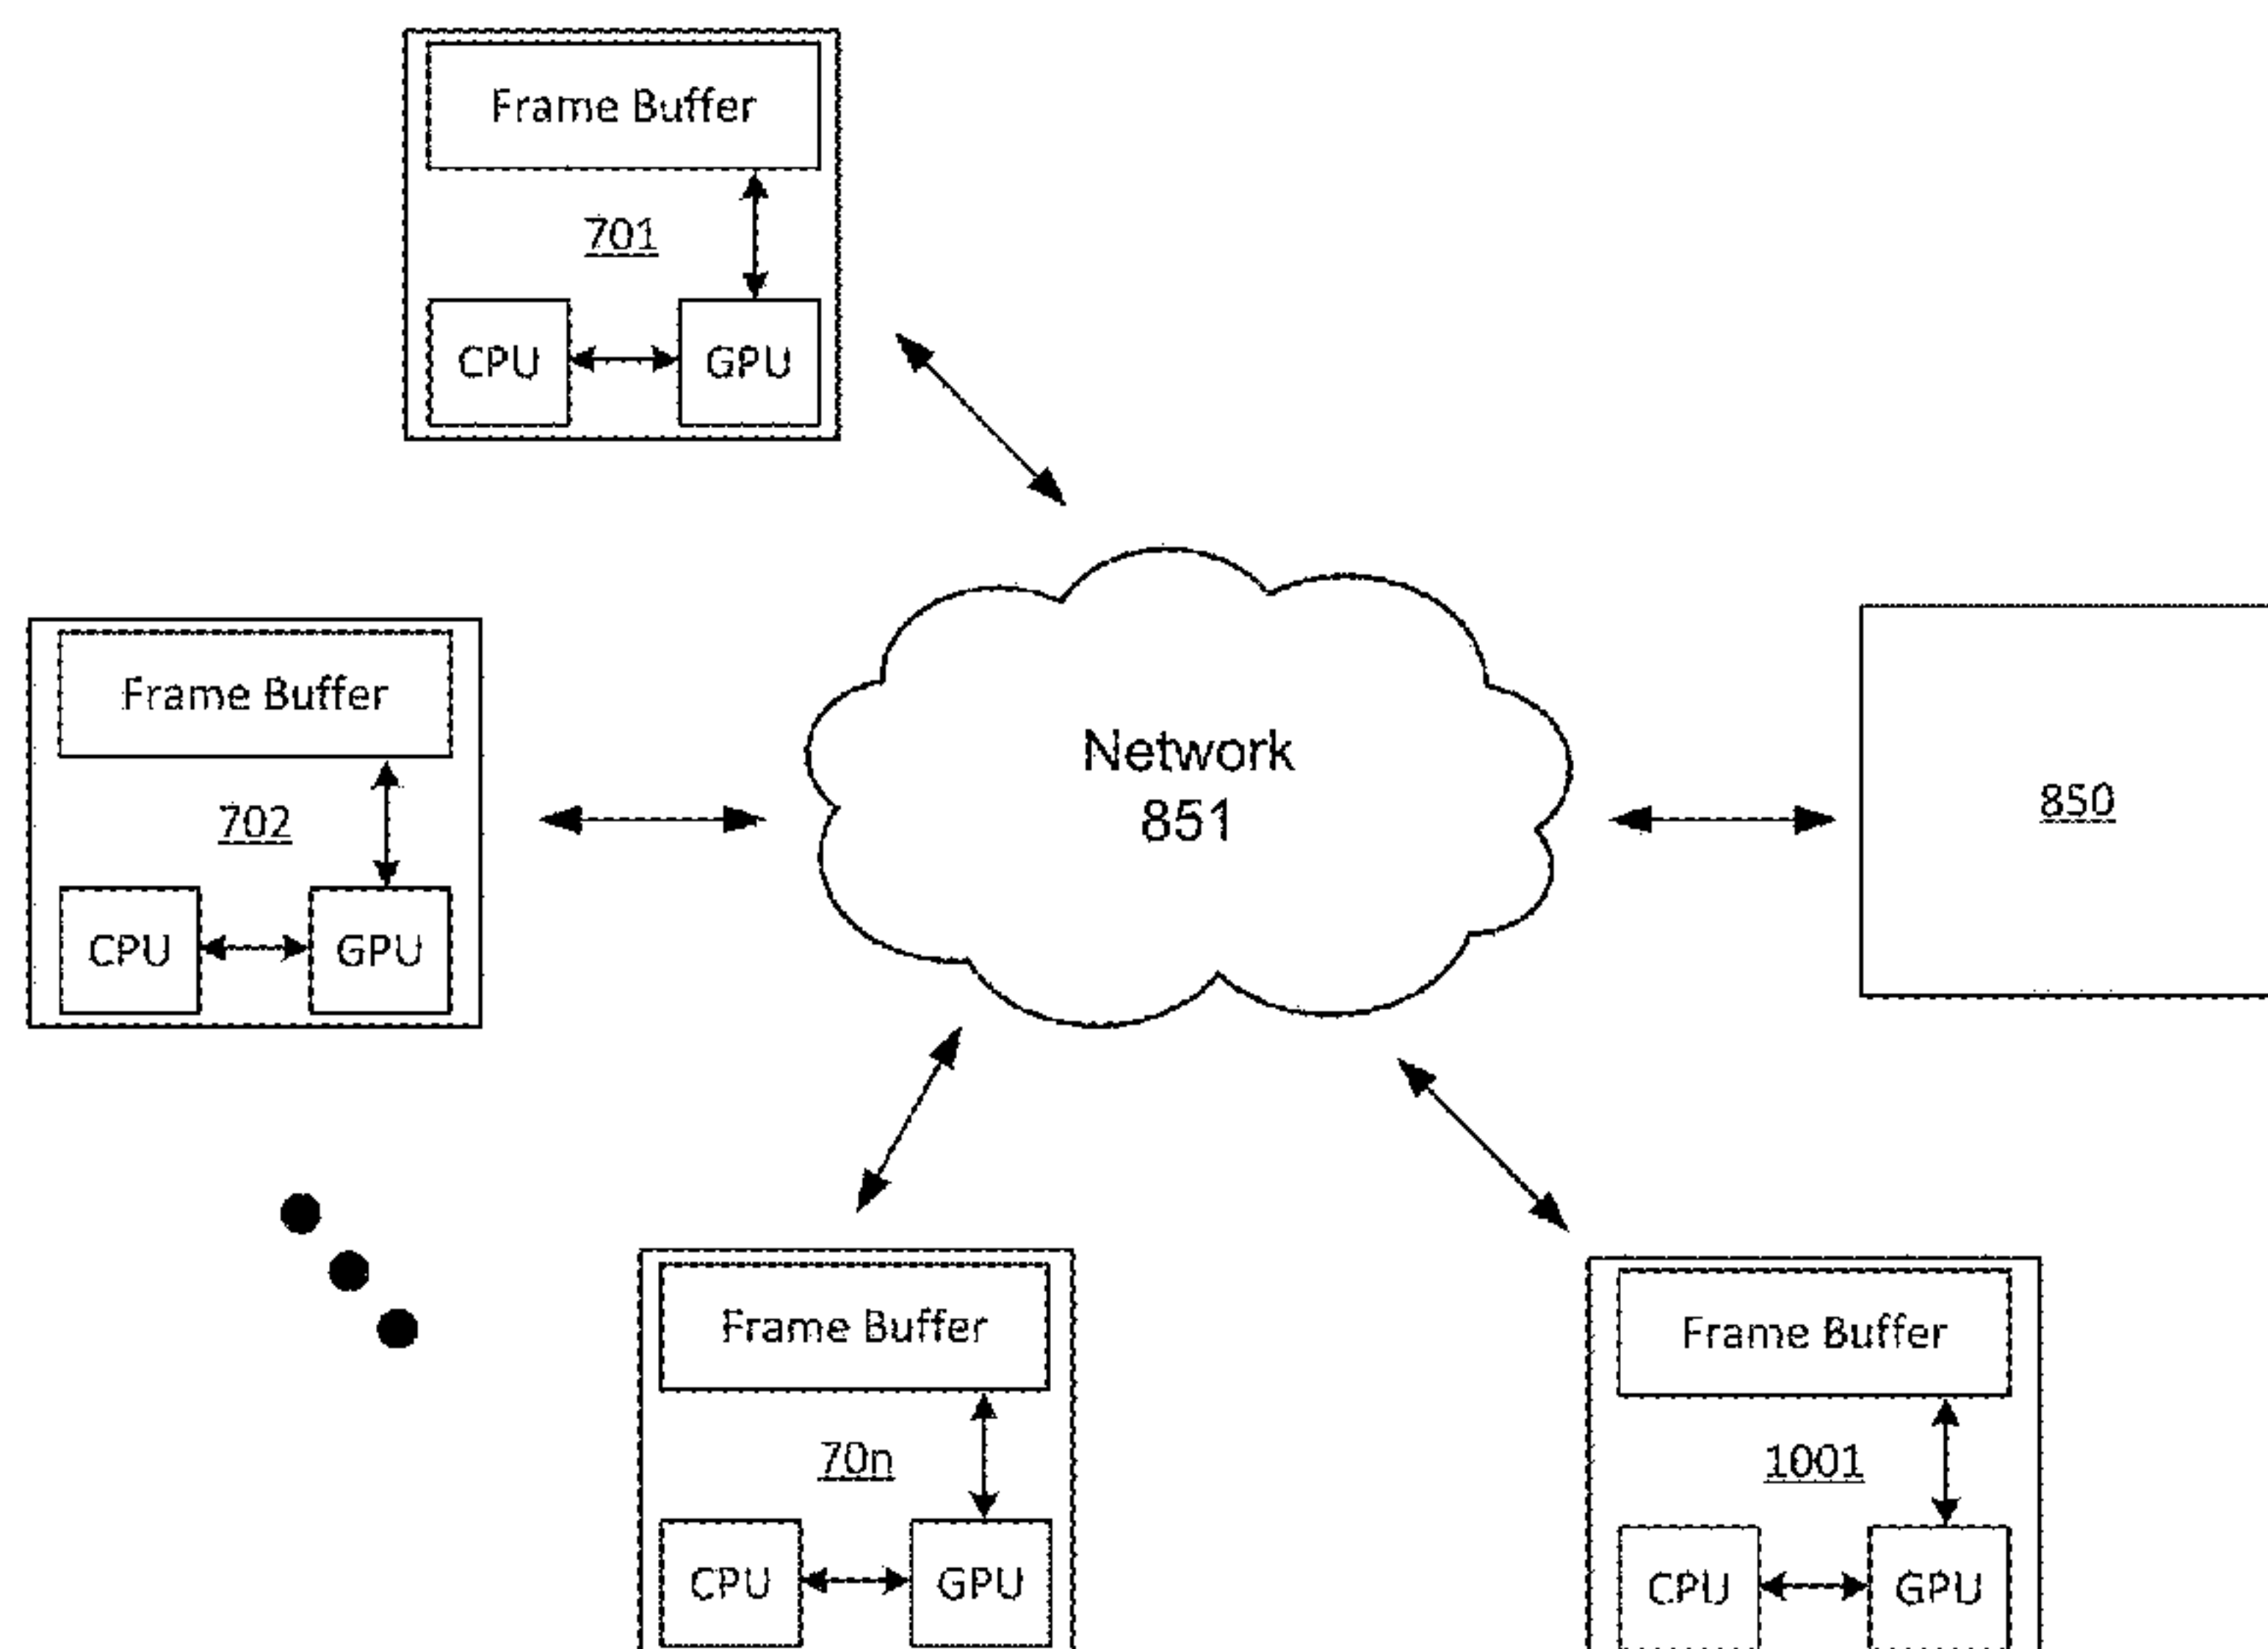 Frame Buffer
701
CPU
GPU
Frame Buffer
702
CPU
GPU
Network
851
850
Frame Buffer
70n
CPU
GPU
Frame Buffer
1001
CPU
GPU